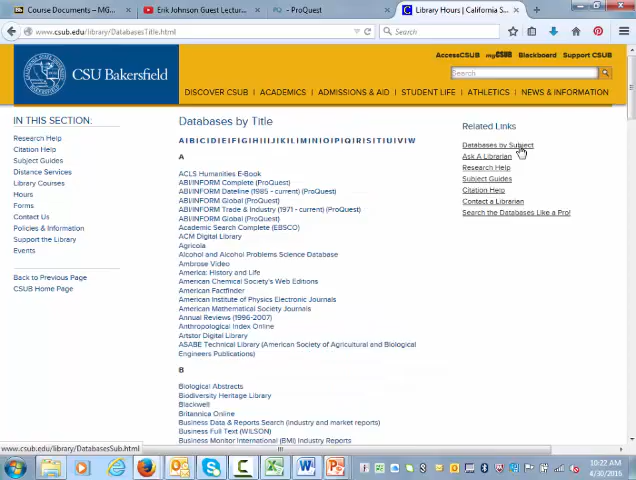 Course Documents – MG...
Erik Johnson Guest Lectur...
- ProQuest
Library Hours | California S...
www.csub.edu/library/DatabasesTitle.html
Search
AccessCSUB
myCSUB
Blackboard
Support CSUB
CSU Bakersfield
Search
DISCOVER CSUB | ACADEMICS | ADMISSIONS & AID | STUDENT LIFE | ATHLETICS | NEWS & INFORMATION
IN THIS SECTION:
Research Help
Citation Help
Subject Guides
Distance Services
Library Courses
Hours
Forms
Contact Us
Policies & Information
Support the Library
Events
Back to Previous Page
CSUB Home Page
Databases by Title
A|B|C|D|E|F|G|H|I|J|K|L|M|N|O|P|Q|R|S|T|U|V|W
A
ACLS Humanities E-Book
ABI/INFORM Complete (ProQuest)
ABI/INFORM Dateline (1985 - current) (ProQuest)
ABI/INFORM Global (ProQuest)
ABI/INFORM Trade & Industry (1971 - current) (ProQuest)
ABI/INFORM Global (ProQuest)
Academic Search Complete (EBSCO)
ACM Digital Library
Agricola
Alcohol and Alcohol Problems Science Database
Ambrose Video
America: History and Life
American Chemical Society's Web Editions
American Factfinder
American Institute of Physics Electronic Journals
American Mathematical Society Journals
Annual Reviews (1996-2007)
Anthropological Index Online
Artstor Digital Library
ASABE Technical Library (American Society of Agricultural and Biological
Engineers Publications)
B
Biological Abstracts
Biodiversity Heritage Library
Blackwell
Britannica Online
Business Data & Reports Search (industry and market reports)
Business Full Text (WILSON)
Business Monitor International (BMI) Industry Reports
Related Links
Databases by Subject
Ask A Librarian
Research Help
Subject Guides
Citation Help
Contact a Librarian
Search the Databases Like a Pro!
www.csub.edu/library/DatabasesSub.html
10:22 AM
4/30/2015